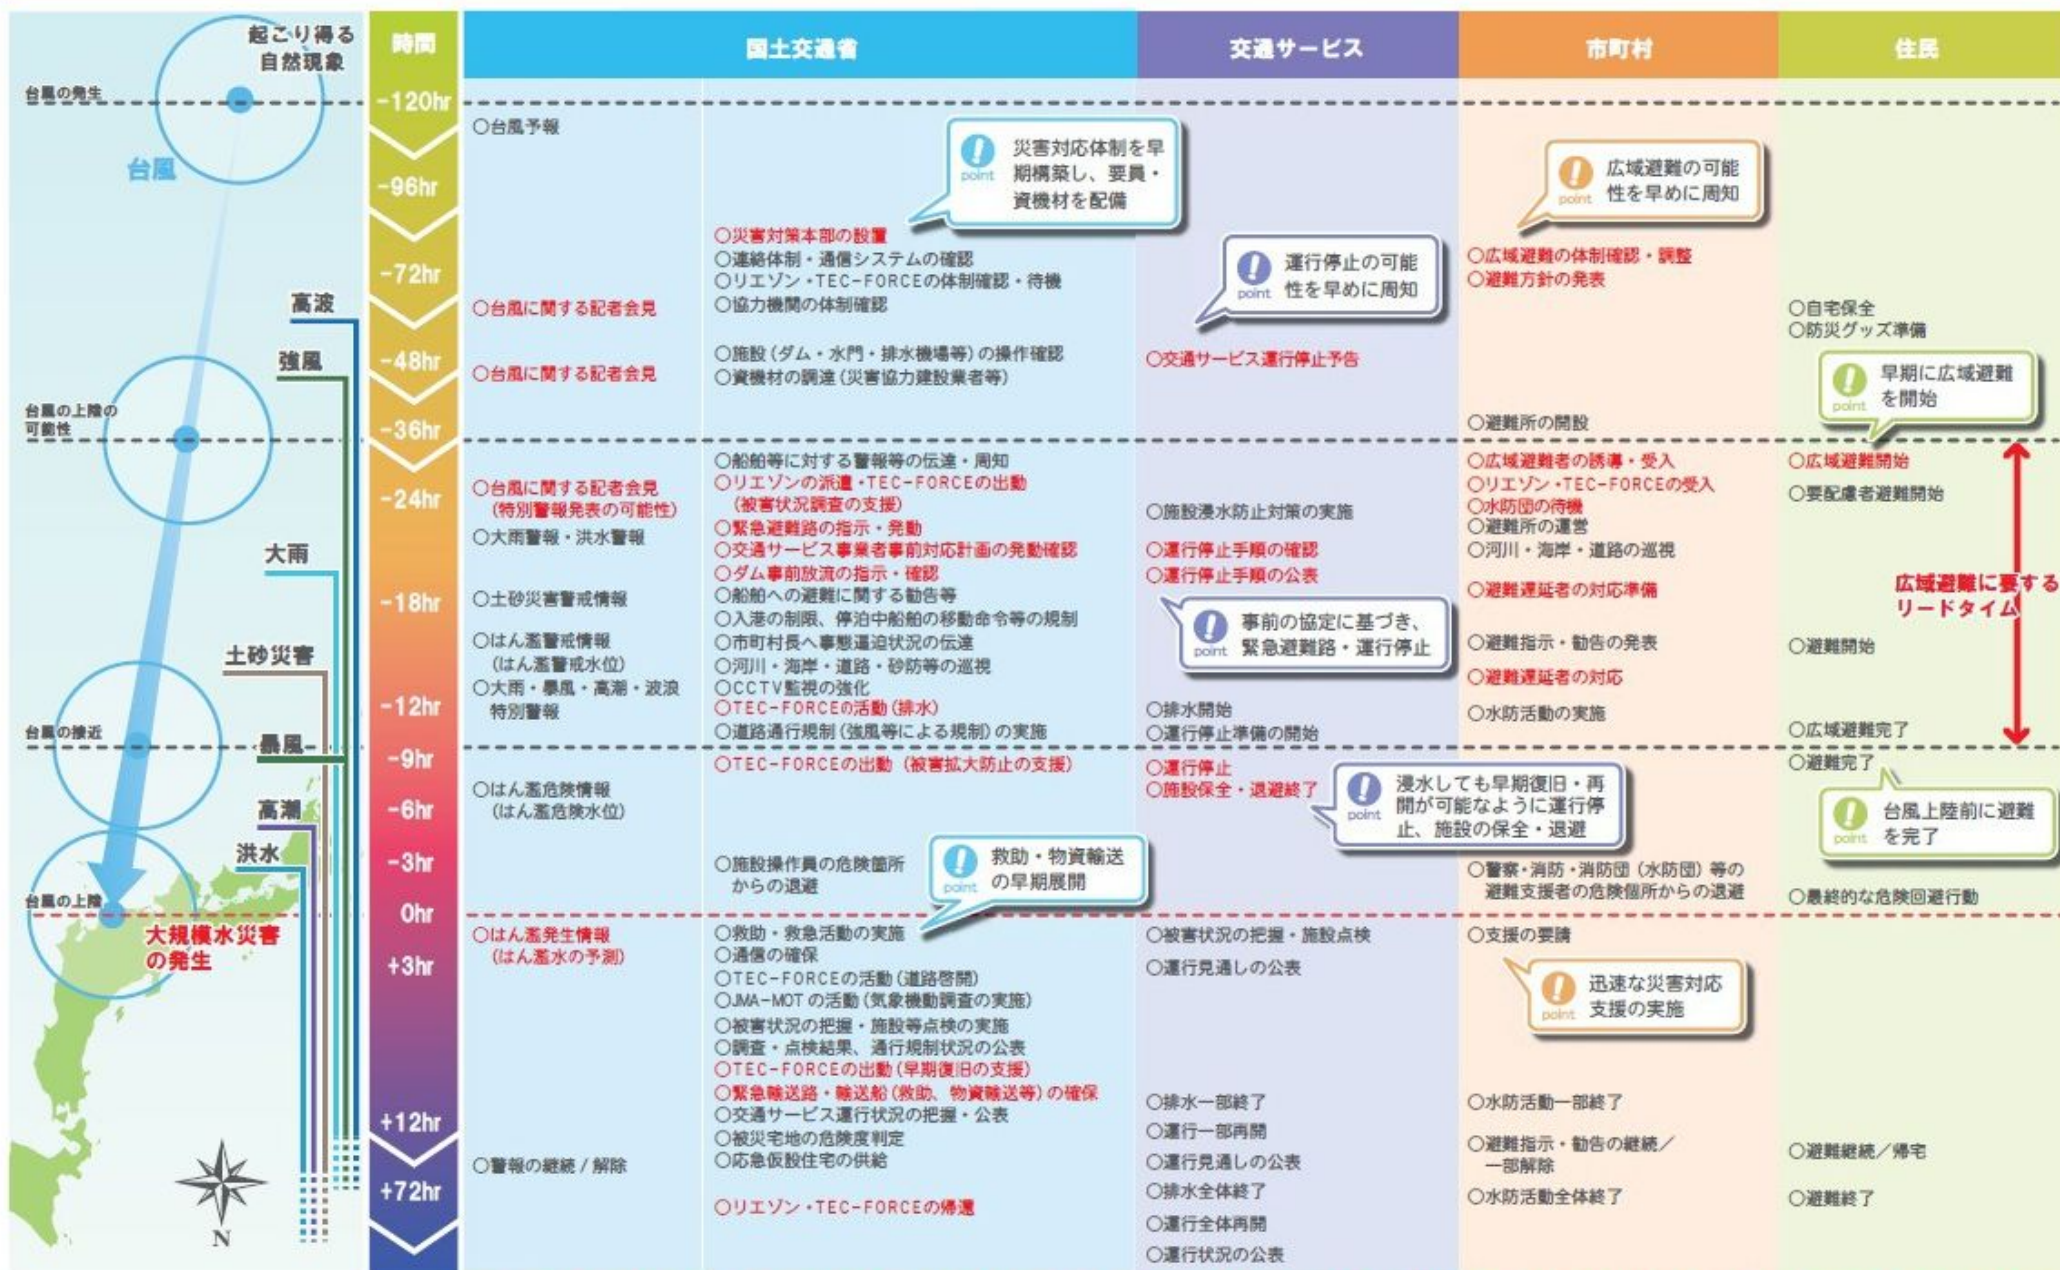 起こり得る
自然現象
台風の発生
台風
高波
強風
台風の上陸の
可能性
大雨
土砂災害
台風の接近
暴風
高潮
洪水
台風の上陸
大規模水災害
の発生
N
時間
-120hr
-96hr
-72hr
-48hr
-36hr
-24hr
-18hr
-12hr
-9hr
-6hr
-3hr
0hr
+3hr
+12hr
+72hr
国土交通省
○台風予報
○台風に関する記者会見
○台風に関する記者会見
○台風に関する記者会見
(特別警報発表の可能性)
○大雨警報・洪水警報
○土砂災害警戒情報
○はん濫警戒情報
(はん濫警戒水位)
○大雨・暴風・高潮・波浪
特別警報
○はん濫危険情報
(はん濫危険水位)
○はん濫発生情報
(はん濫水の予測)
○警報の継続 / 解除
! point
災害対応体制を早
期構築し、要員・
資機材を配備
○災害対策本部の設置
○連絡体制・通信システムの確認
○リエゾン・TEC-FORCEの体制確認・待機
○協力機関の体制確認
○施設(ダム・水門・排水機場等)の操作確認
○資機材の調達(災害協力建設業者等)
○船舶等に対する警報等の伝達・周知
○リエゾンの派遣・TEC-FORCEの出動
(被害状況調査の支援)
○緊急避難路の指示・発動
○交通サービス事業者事前対応計画の発動確認
○ダム事前放流の指示・確認
○船舶への避難に関する勧告等
○入港の制限、停泊中船舶の移動命令等の規制
○市町村長へ事態逼迫状況の伝達
○河川・海岸・道路・砂防等の巡視
○CCTV監視の強化
○TEC-FORCEの活動(排水)
○道路通行規制(強風等による規制)の実施
○TEC-FORCEの出動 (被害拡大防止の支援)
○施設操作員の危険箇所
からの退避
! point
救助・物資輸送
の早期展開
○救助・救急活動の実施
○通信の確保
○TEC-FORCEの活動(道路啓開)
○JMA-MOT の活動(気象機動調査の実施)
○被害状況の把握・施設等点検の実施
○調査・点検結果、通行規制状況の公表
○TEC-FORCEの出動(早期復旧の支援)
○緊急輸送路・輸送船(救助、物資輸送等)の確保
○交通サービス運行状況の把握・公表
○被災宅地の危険度判定
○応急仮設住宅の供給
○リエゾン・TEC-FORCEの帰還
交通サービス
! point
運行停止の可能
性を早めに周知
○交通サービス運行停止予告
○施設浸水防止対策の実施
○運行停止手順の確認
○運行停止手順の公表
! point
事前の協定に基づき、
緊急避難路・運行停止
○排水開始
○運行停止準備の開始
○運行停止
○施設保全・退避終了
! point
浸水しても早期復旧・再
開が可能なように運行停
止、施設の保全・退避
○被害状況の把握・施設点検
○運行見通しの公表
○排水一部終了
○運行一部再開
○運行見通しの公表
○排水全体終了
○運行全体再開
○運行状況の公表
市町村
! point
広域避難の可能
性を早めに周知
○広域避難の体制確認・調整
○避難方針の発表
○避難所の開設
○広域避難者の誘導・受入
○リエゾン・TEC-FORCEの受入
○水防団の待機
○避難所の運営
○河川・海岸・道路の巡視
○避難遅延者の対応準備
○避難指示・勧告の発表
○避難遅延者の対応
○水防活動の実施
○警察・消防・消防団 (水防団) 等の
避難支援者の危険個所からの退避
○支援の要請
! point
迅速な災害対応
支援の実施
○水防活動一部終了
○避難指示・勧告の継続／
一部解除
○水防活動全体終了
住民
○自宅保全
○防災グッズ準備
! point
早期に広域避難
を開始
○広域避難開始
○要配慮者避難開始
広域避難に要する
リードタイム
○避難開始
○広域避難完了
○避難完了
! point
台風上陸前に避難
を完了
○最終的な危険回避行動
○避難継続／帰宅
○避難終了